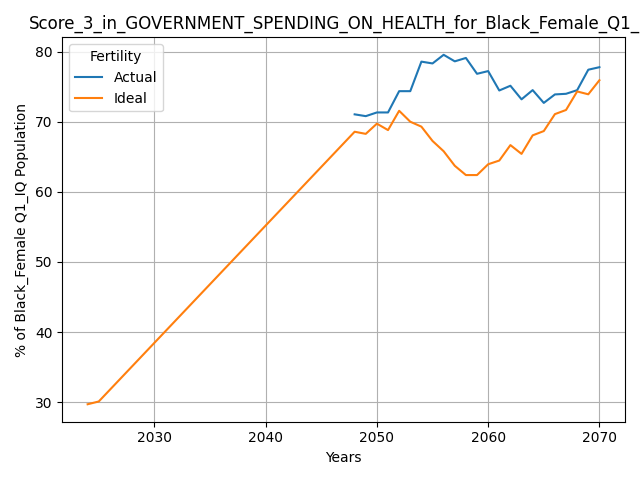 Score_3_in_GOVERNMENT_SPENDING_ON_HEALTH_for_Black_Female_Q1_
Fertility
Actual
Ideal
80
70
60
50
40
30
% of Black_Female Q1_IQ Population
2030 2040 2050 2060 2070
Years